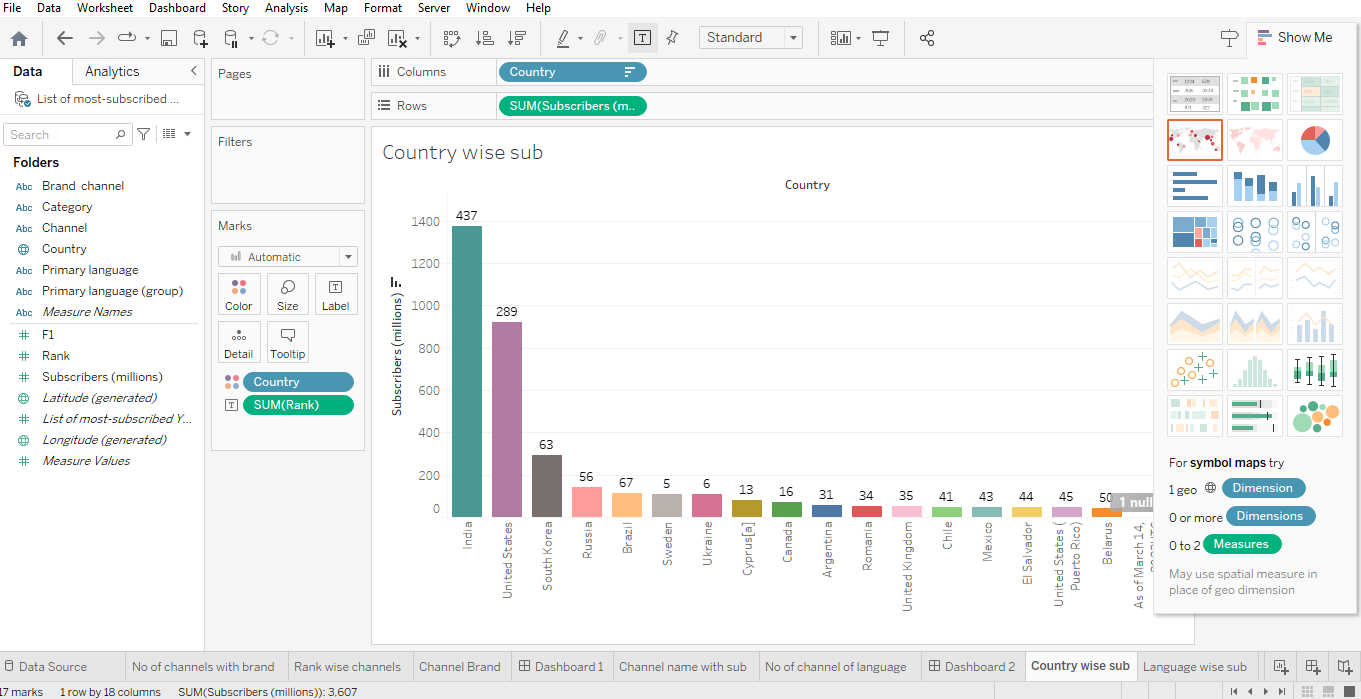 File Data Worksheet Dashboard Story Analysis Map Format Server Window Help
Standard
Show Me
Data Analytics
List of most-subscribed ...
Search
Folders
Abc Brand channel
Abc Category
Abc Channel
Country
Abc Primary language
Abc Primary language (group)
Abc Measure Names
F1
Rank
Subscribers (millions)
Latitude (generated)
List of most-subscribed Y...
Longitude (generated)
Measure Values
Pages
Filters
Marks
Automatic
Color Size Label
Detail Tooltip
Country
SUM(Rank)
Columns Country
Rows SUM(Subscribers (m..
Country wise sub
Country
Subscribers (millions)
1400
1200
1000
800
600
400
200
0
437
289
63
56
67
5
6
13
16
31
34
35
41
43
44
45
50
1 null
India
United States
South Korea
Russia
Brazil
Sweden
Ukraine
Cyprus[a]
Canada
Argentina
Romania
United Kingdom
Chile
Mexico
El Salvador
United States (
Puerto Rico)
Belarus
As of March 14,
For symbol maps try
1 geo Dimension
0 or more Dimensions
0 to 2 Measures
May use spatial measure in
place of geo dimension
Data Source No of channels with brand Rank wise channels Channel Brand Dashboard 1 Channel name with sub No of channel of language Dashboard 2 Country wise sub Language wise sub
17 marks 1 row by 18 columns SUM(Subscribers (millions)): 3,607